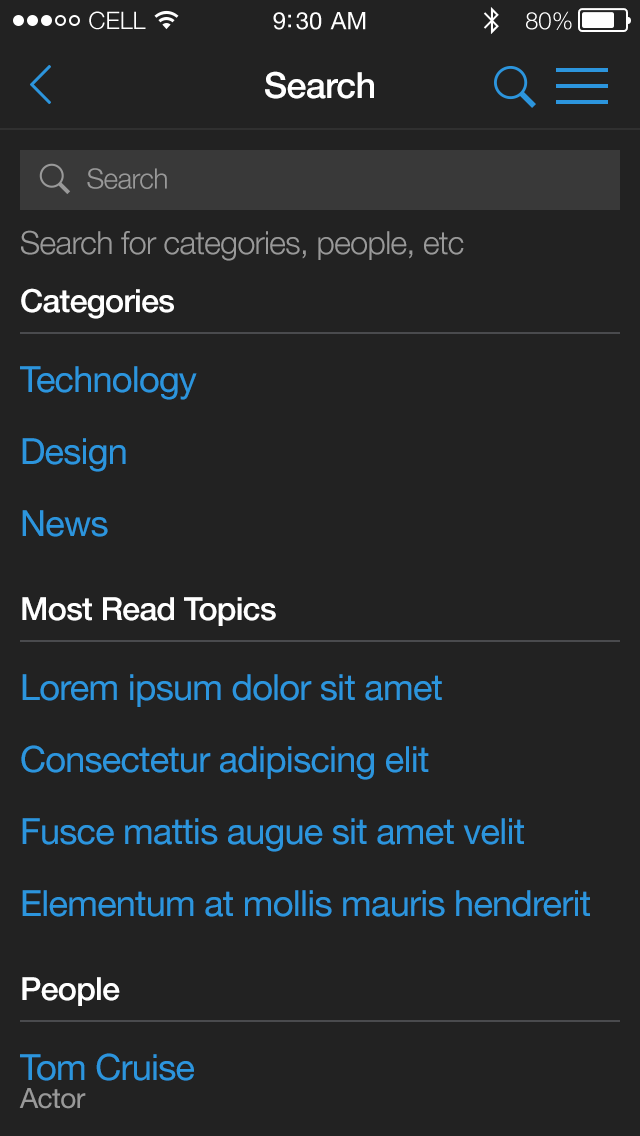 CELL 9:30 AM 80%
Search
Search
Search for categories, people, etc
Categories
Technology
Design
News
Most Read Topics
Lorem ipsum dolor sit amet
Consectetur adipiscing elit
Fusce mattis augue sit amet velit
Elementum at mollis mauris hendrerit
People
Tom Cruise
Actor